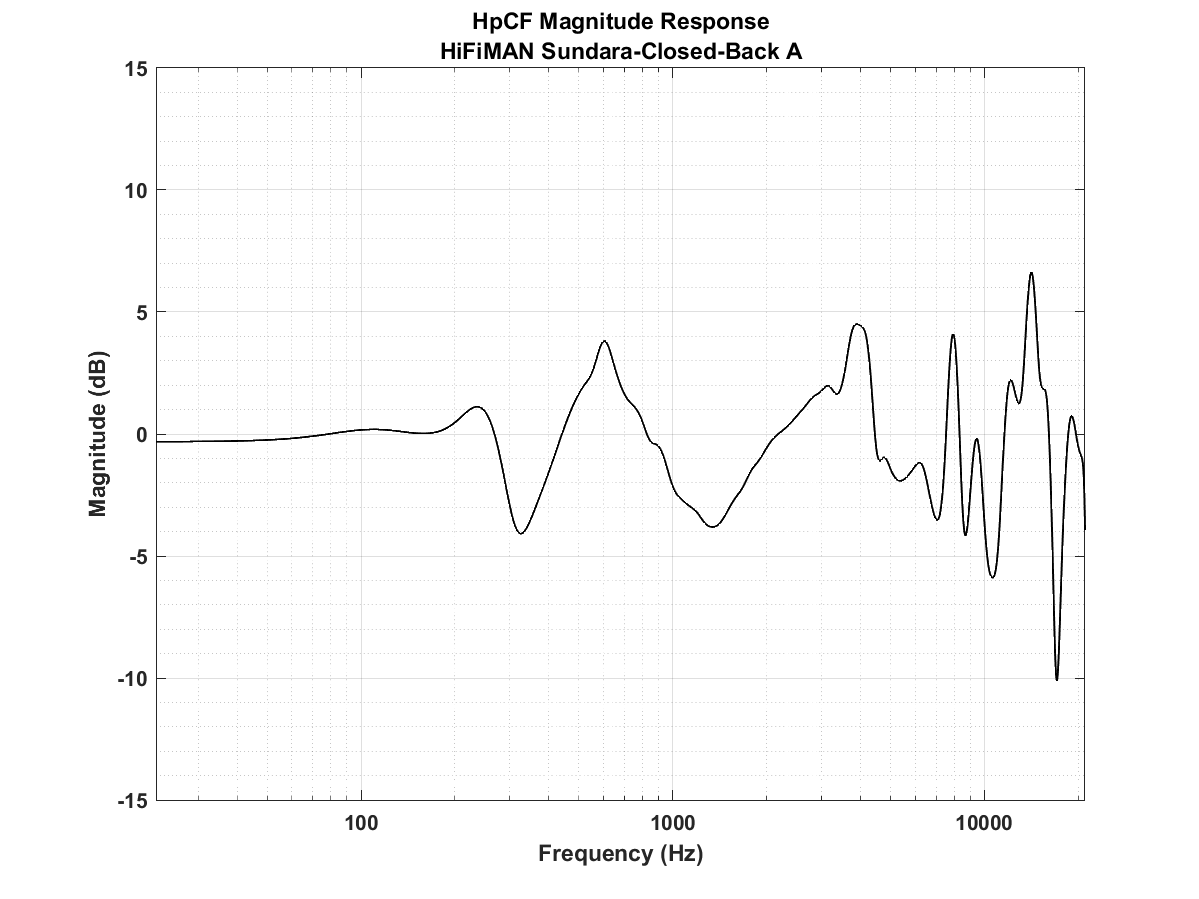 HpCF Magnitude Response
HiFiMAN Sundara-Closed-Back A
15
10
5
0
-5
-10
-15
Magnitude (dB)
100
1000
10000
Frequency (Hz)